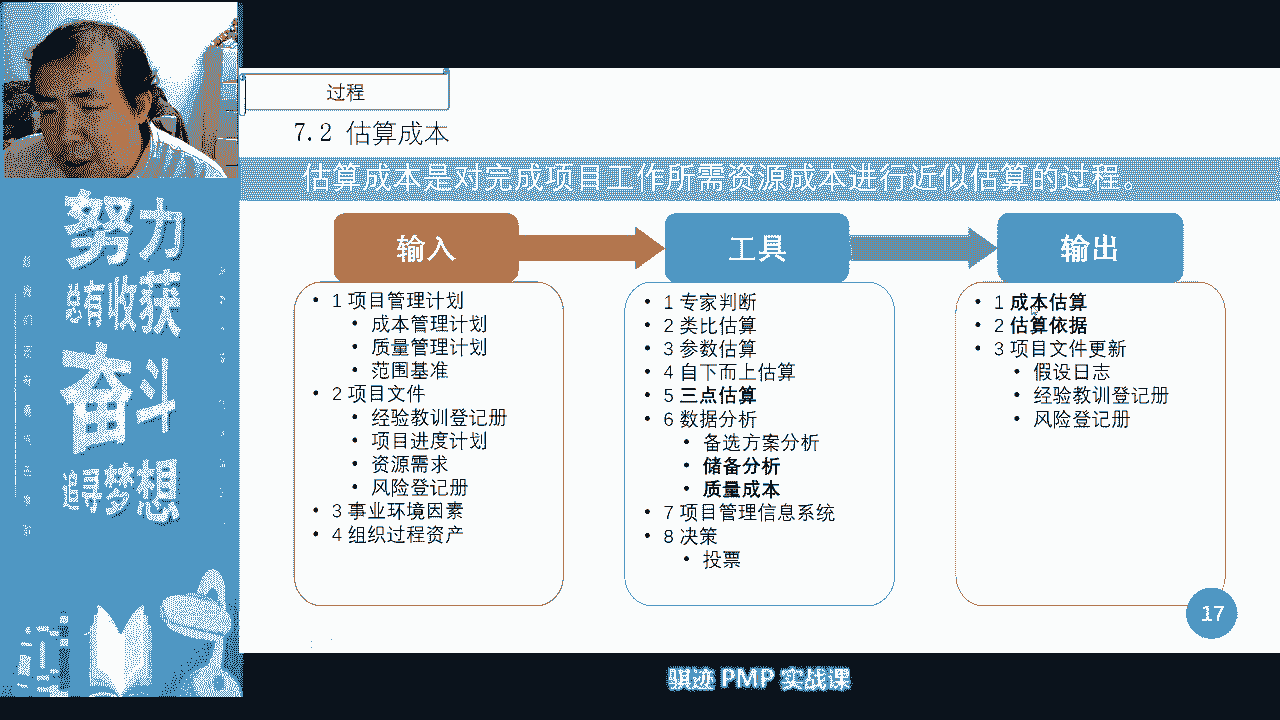 努力
总有收获
奋斗
追寻梦想
过程
7.2 估算成本
估算成本是对完成项目工作所需资源成本进行近似估算的过程。
输入
• 1 项目管理计划
• 成本管理计划
• 质量管理计划
• 范围基准
• 2 项目文件
• 经验教训登记册
• 项目进度计划
• 资源需求
• 风险登记册
• 3 事业环境因素
• 4 组织过程资产
工具
• 1 专家判断
• 2 类比估算
• 3 参数估算
• 4 自下而上估算
• 5 三点估算
• 6 数据分析
• 备选方案分析
• 储备分析
• 质量成本
• 7 项目管理信息系统
• 8 决策
• 投票
输出
• 1 成本估算
• 2 估算依据
• 3 项目文件更新
• 假设日志
• 经验教训登记册
• 风险登记册
17
骐迹 PMP 实战课